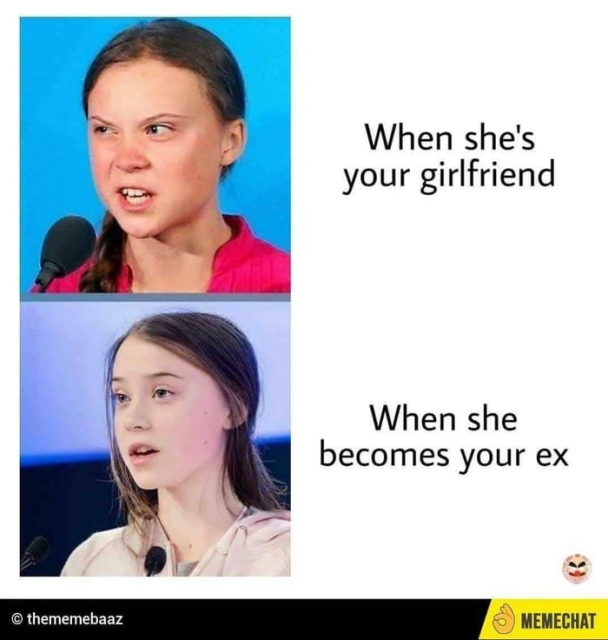 When she's
your girlfriend
When she
becomes your ex
© thememebaaz
MEMECHAT